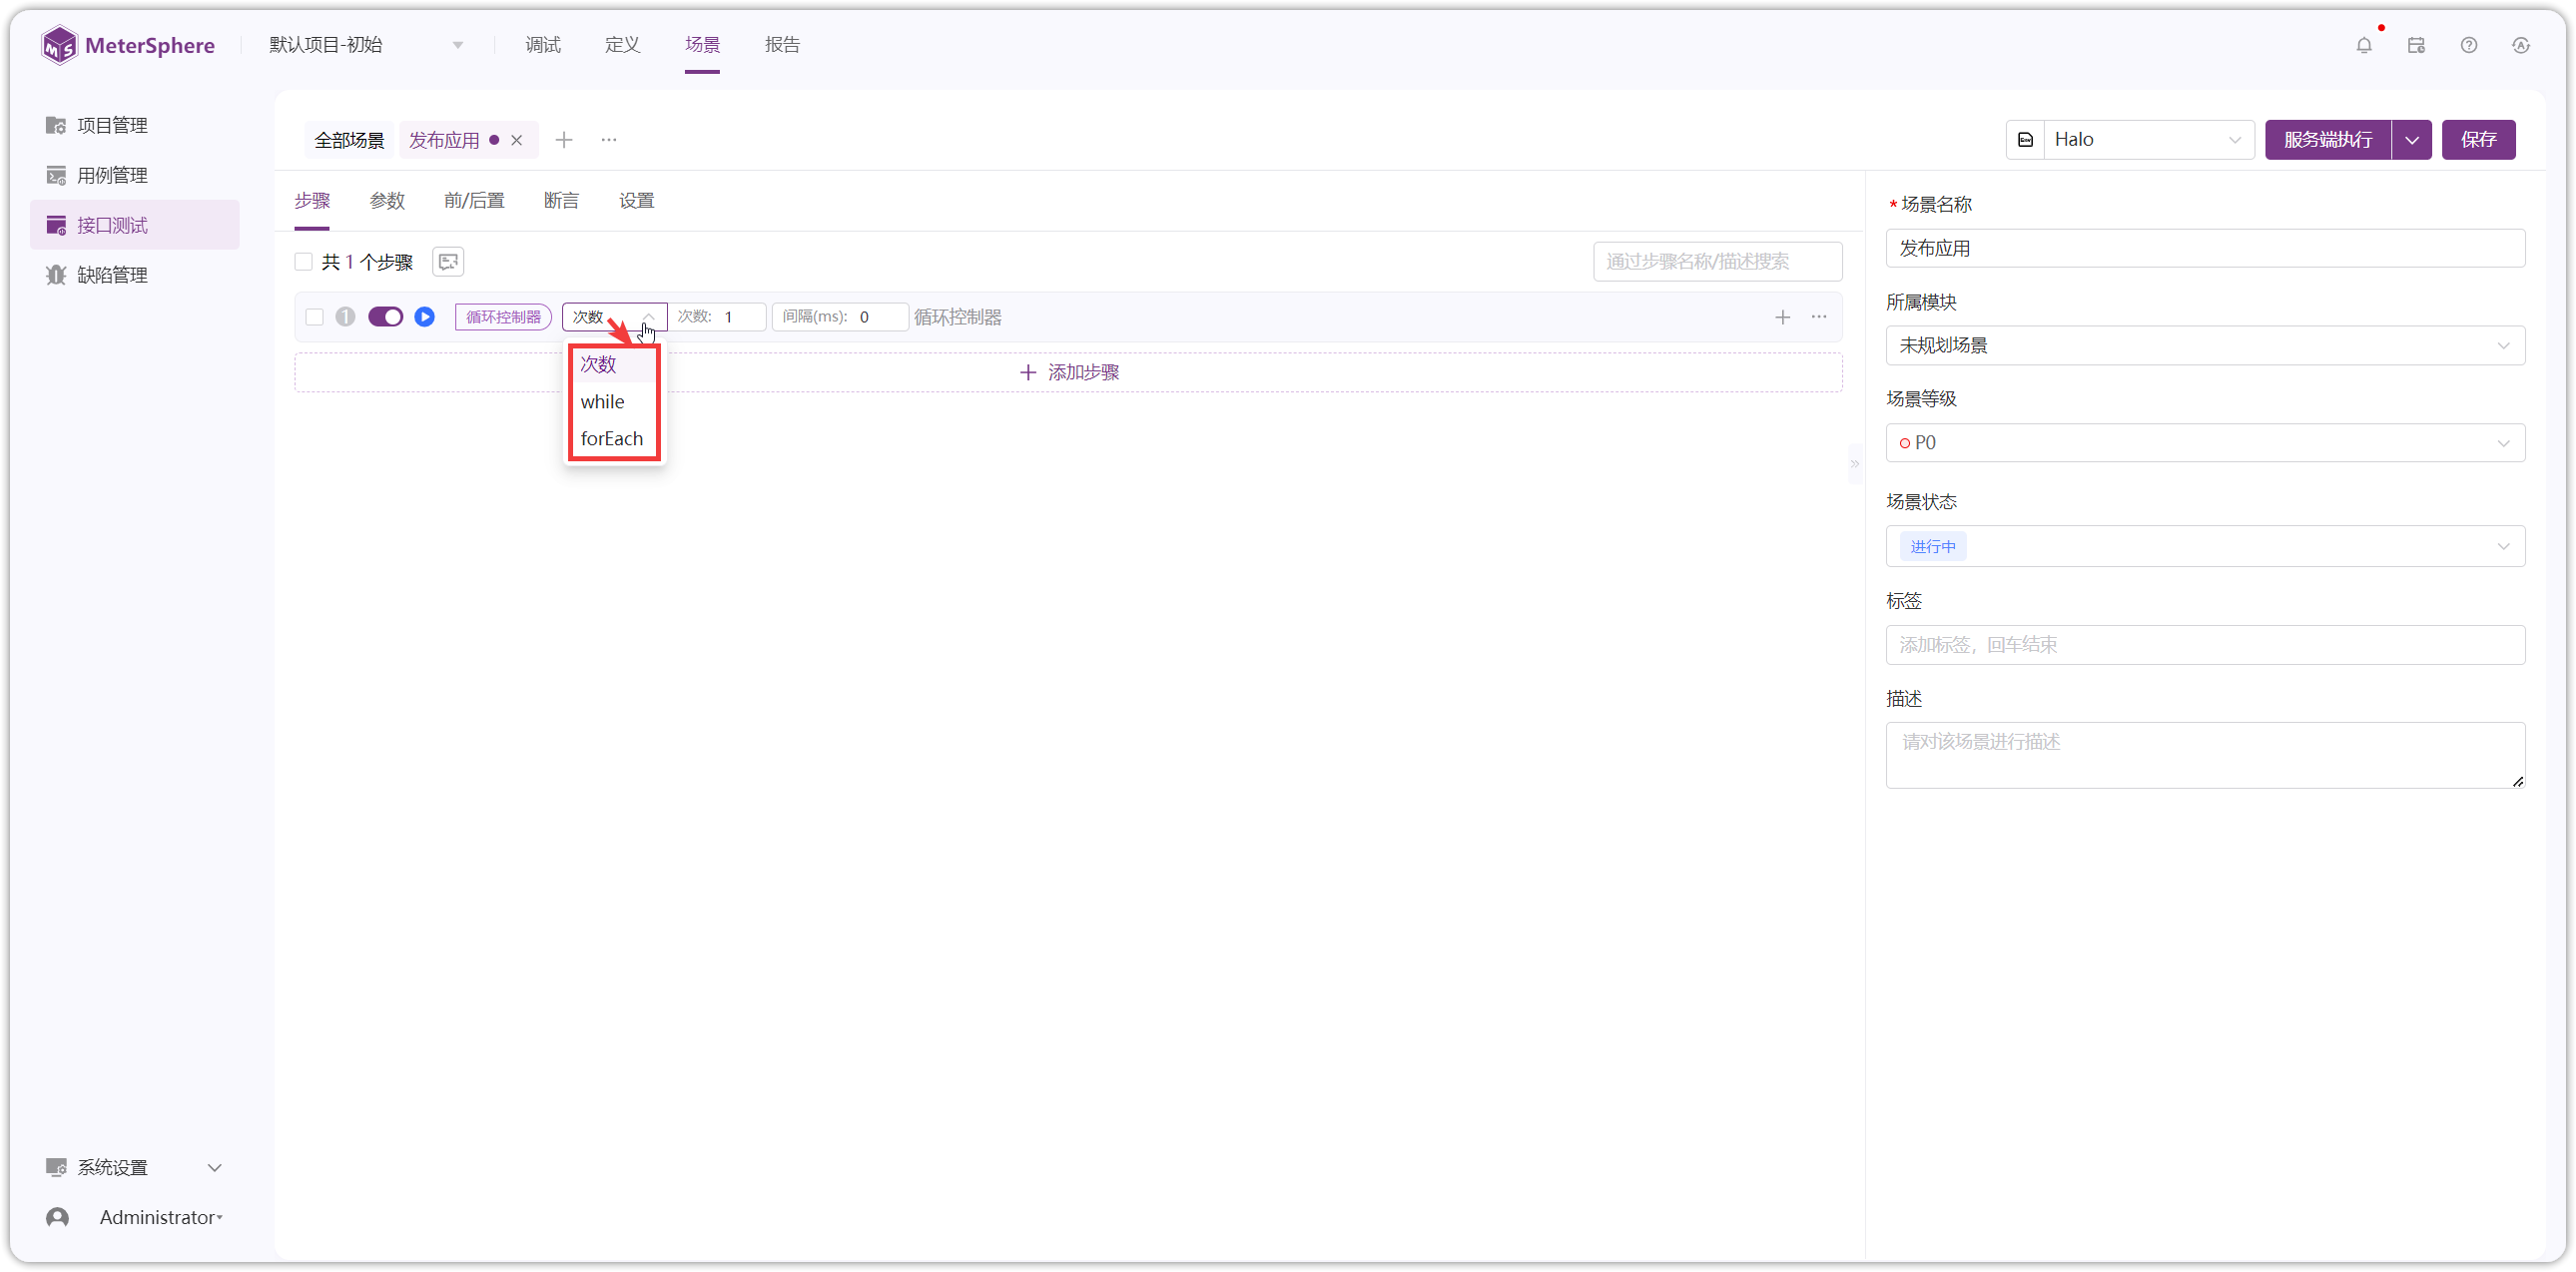 MeterSphere
默认项目-初始
调试
定义
场景
报告
项目管理
用例管理
接口测试
缺陷管理
系统设置
Administrator
全部场景
发布应用
Halo
服务端执行
保存
步骤
参数
前/后置
断言
设置
共 1 个步骤
通过步骤名称/描述搜索
1
循环控制器
次数
次数: 1
间隔(ms): 0
循环控制器
次数
while
forEach
添加步骤
* 场景名称
发布应用
所属模块
未规划场景
场景等级
P0
场景状态
进行中
标签
添加标签，回车结束
描述
请对该场景进行描述